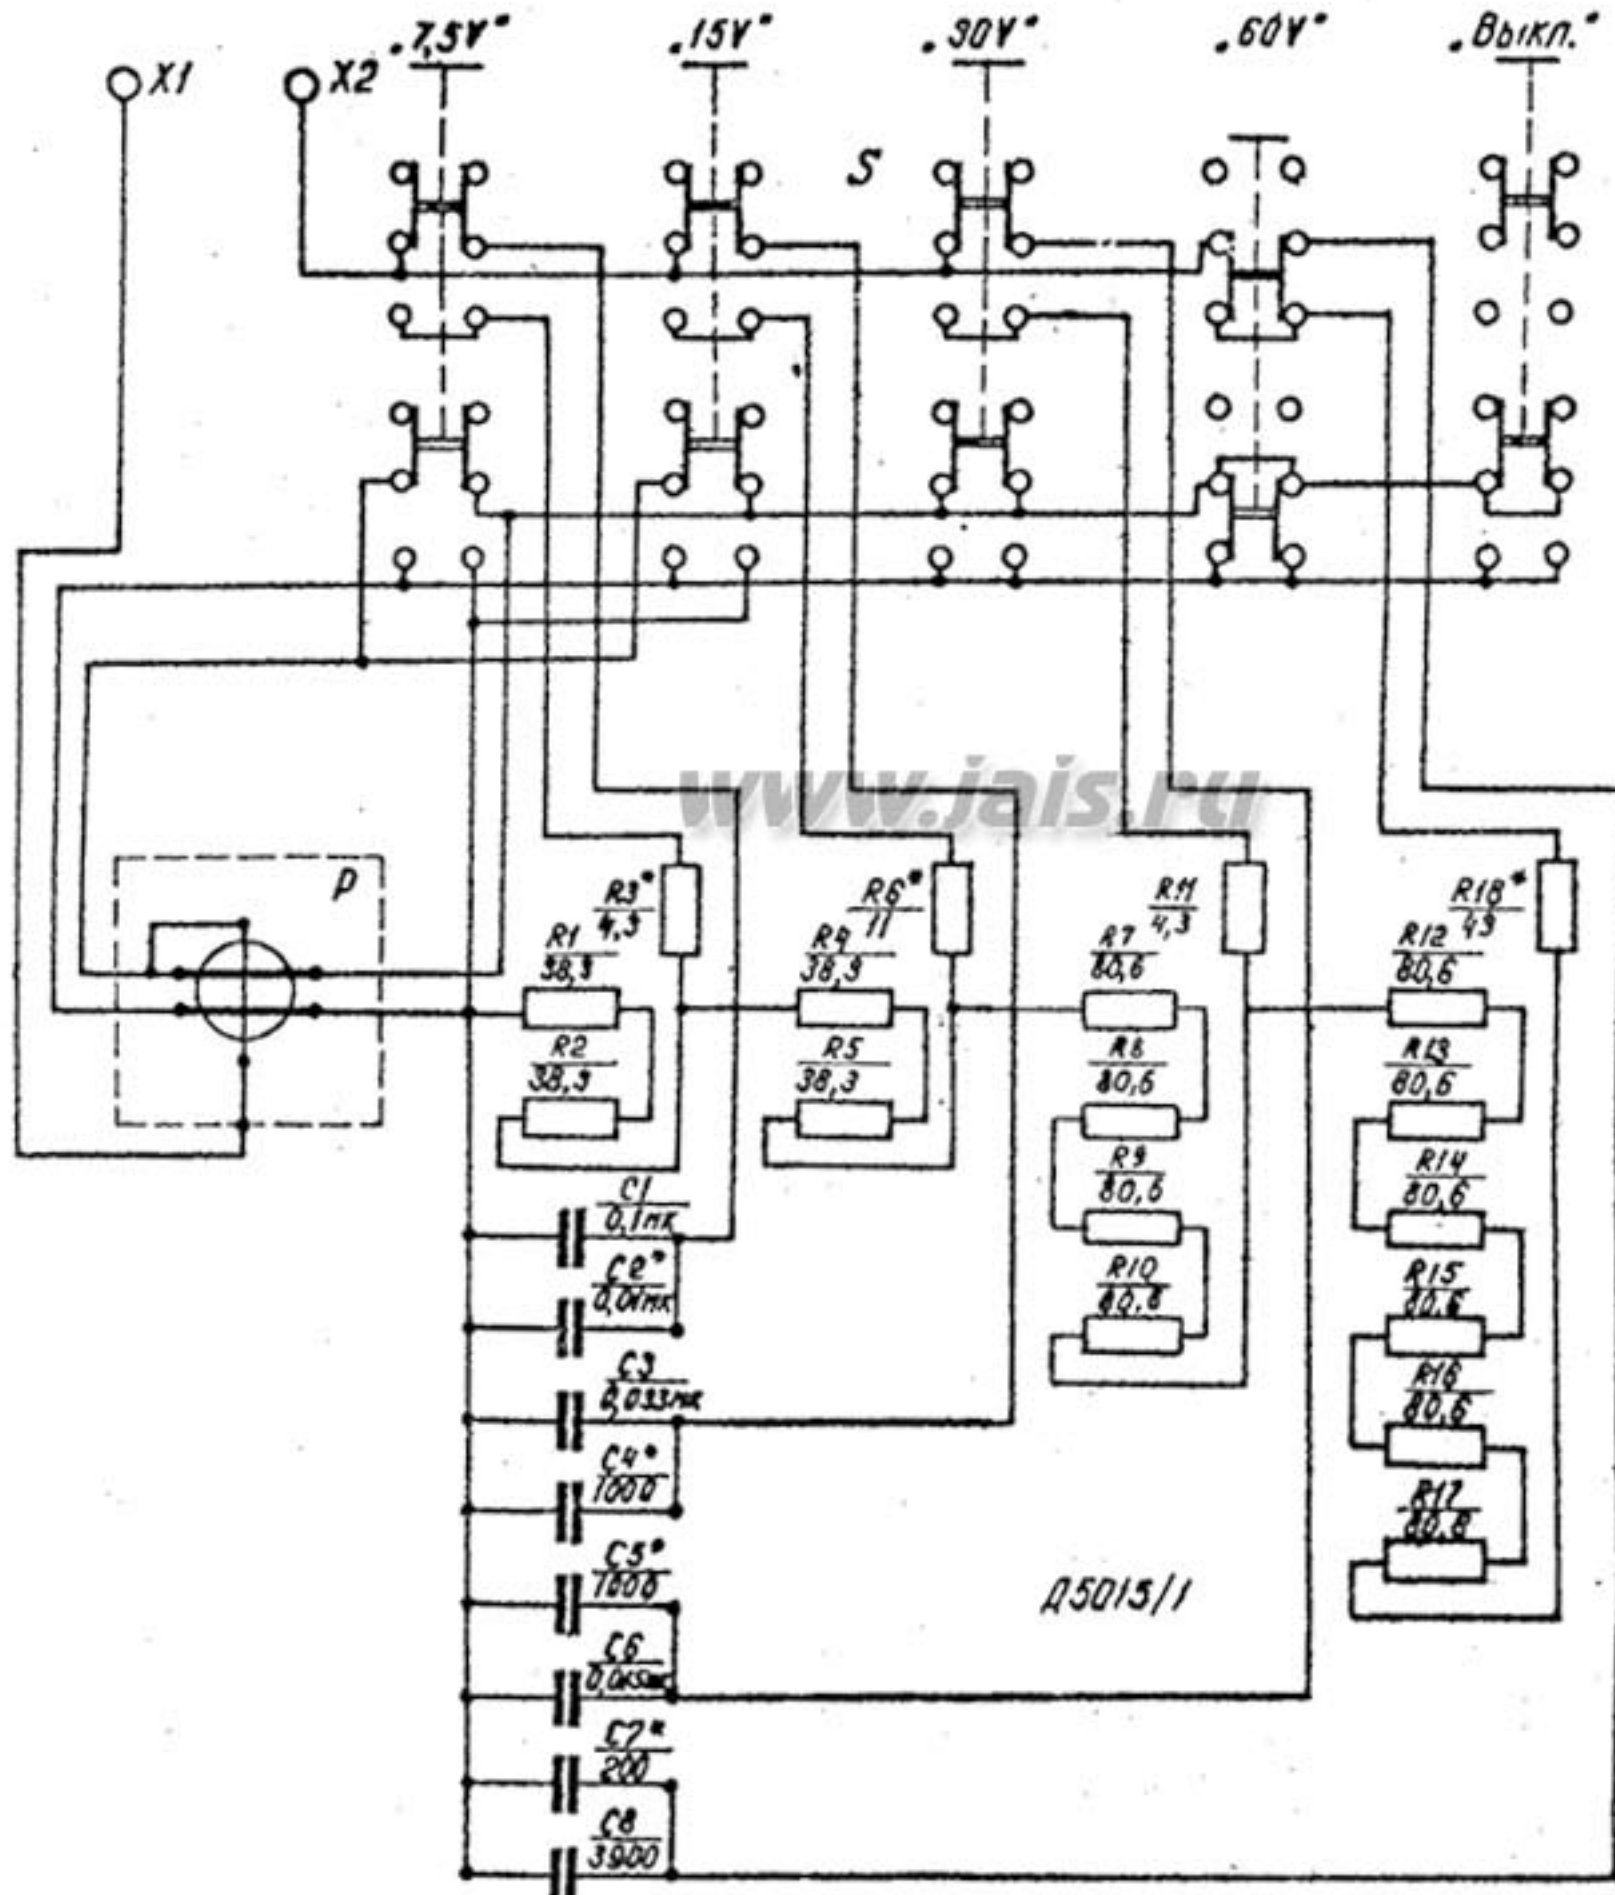 „7,5V"
„15V"
„30V"
„60V"
„Выкл."
X1
X2
S
www.jais.ru
P
R3*
4,3
R6*
11
R11
4,3
R18*
43
R1
38,3
R4
38,3
R7
80,6
R12
80,6
R2
38,3
R5
38,3
R8
80,6
R13
80,6
R9
80,6
R14
80,6
R10
80,6
R15
80,6
R16
80,6
R17
80,6
C1
0,1мк
C2*
0,01мк
C3
0,033мк
C4*
1000
C5*
1000
C6
C7*
200
C8
3900
Д5015/1